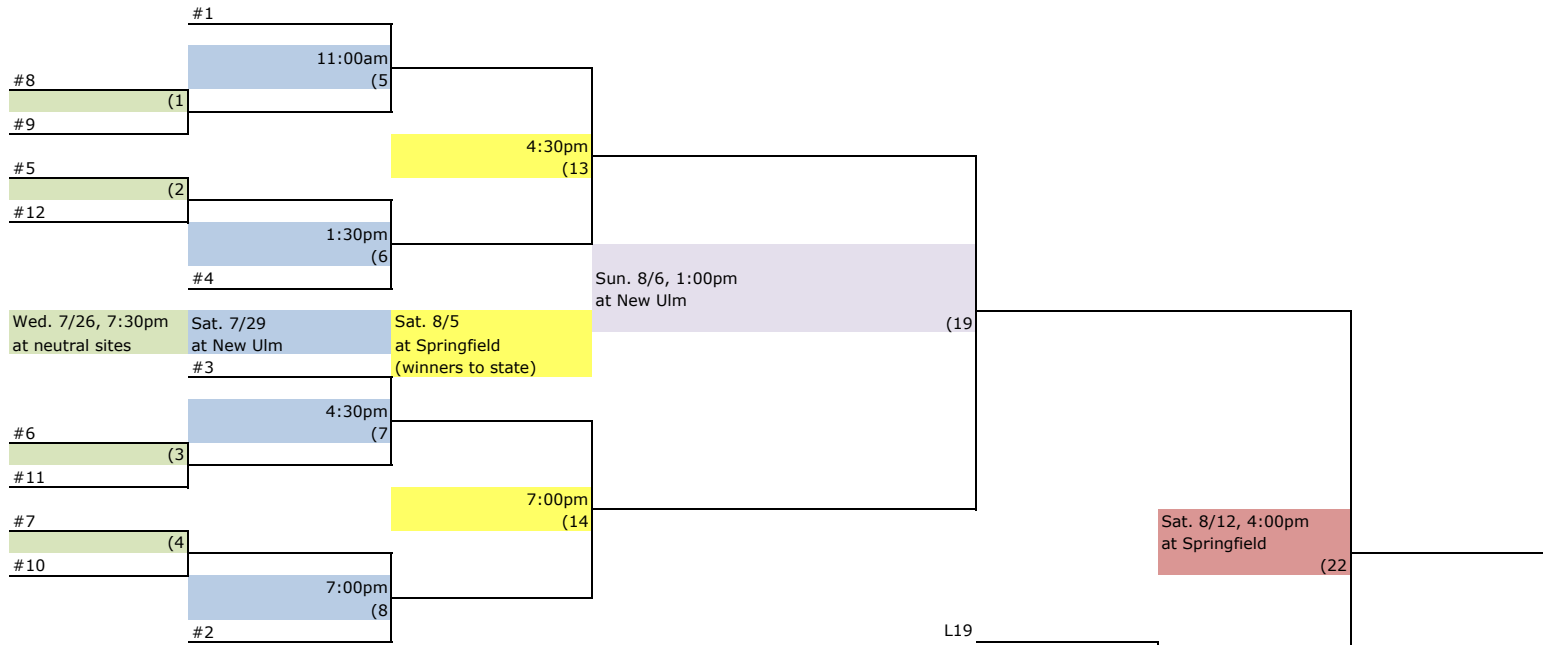 #1
11:00am
(5
#8
(1
#9
4:30pm
(13
#5
(2
#12
1:30pm
(6
#4
Sun. 8/6, 1:00pm
at New Ulm
(19
Wed. 7/26, 7:30pm
at neutral sites
Sat. 7/29
at New Ulm
Sat. 8/5
at Springfield
(winners to state)
#3
4:30pm
(7
#6
(3
#11
7:00pm
(14
#7
(4
#10
Sat. 8/12, 4:00pm
at Springfield
(22
7:00pm
(8
#2
L19